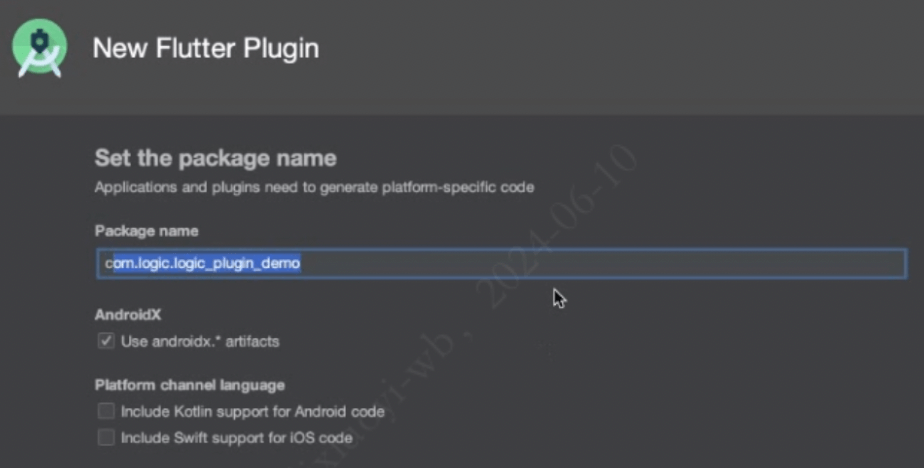 New Flutter Plugin
Set the package name
Applications and plugins need to generate platform-specific code
Package name
com.logic.logic_plugin_demo
AndroidX
Use androidx.* artifacts
Platform channel language
Include Kotlin support for Android code
Include Swift support for iOS code
2024-06-10